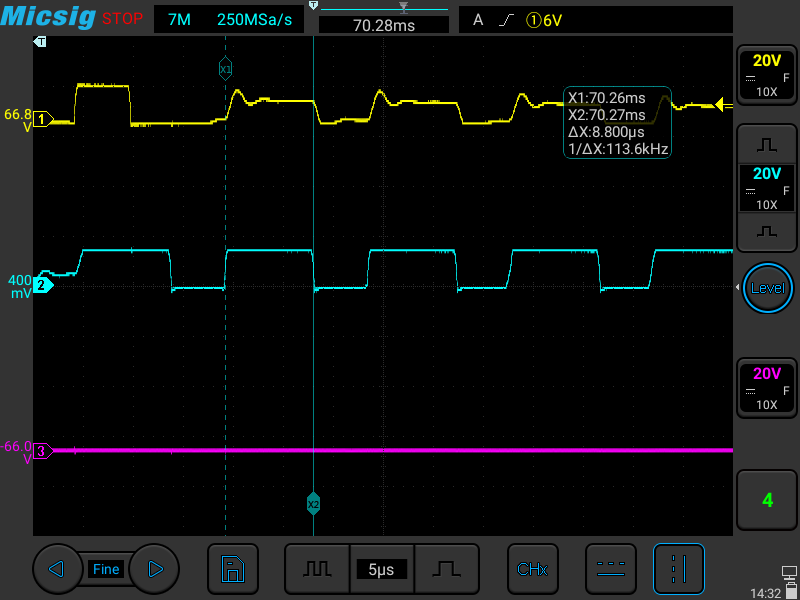 Micsig STOP 7M 250MSa/s T 70.28ms A ①6V
T
X1
66.8 V 1
X1:70.26ms
X2:70.27ms
ΔX:8.800μs
1/ΔX:113.6kHz
20V
F
10X
20V
F
10X
400 mV 2
Level
20V
F
10X
-66.0 V 3
X2
4
Fine
5μs
CHx
14:32